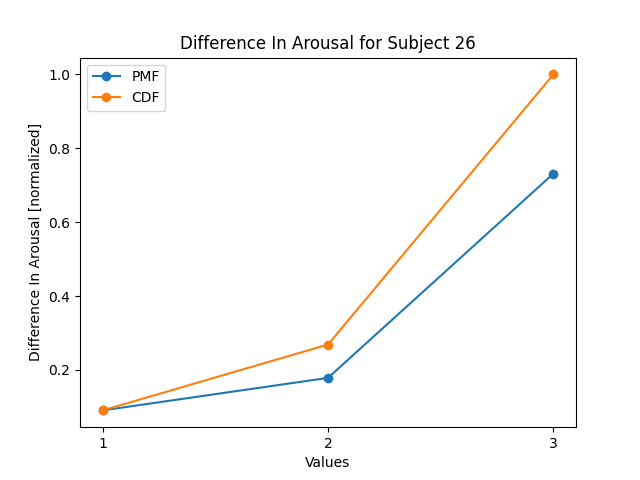 Difference In Arousal for Subject 26
PMF
CDF
Difference In Arousal [normalized]
1.0
0.8
0.6
0.4
0.2
1 2 3
Values